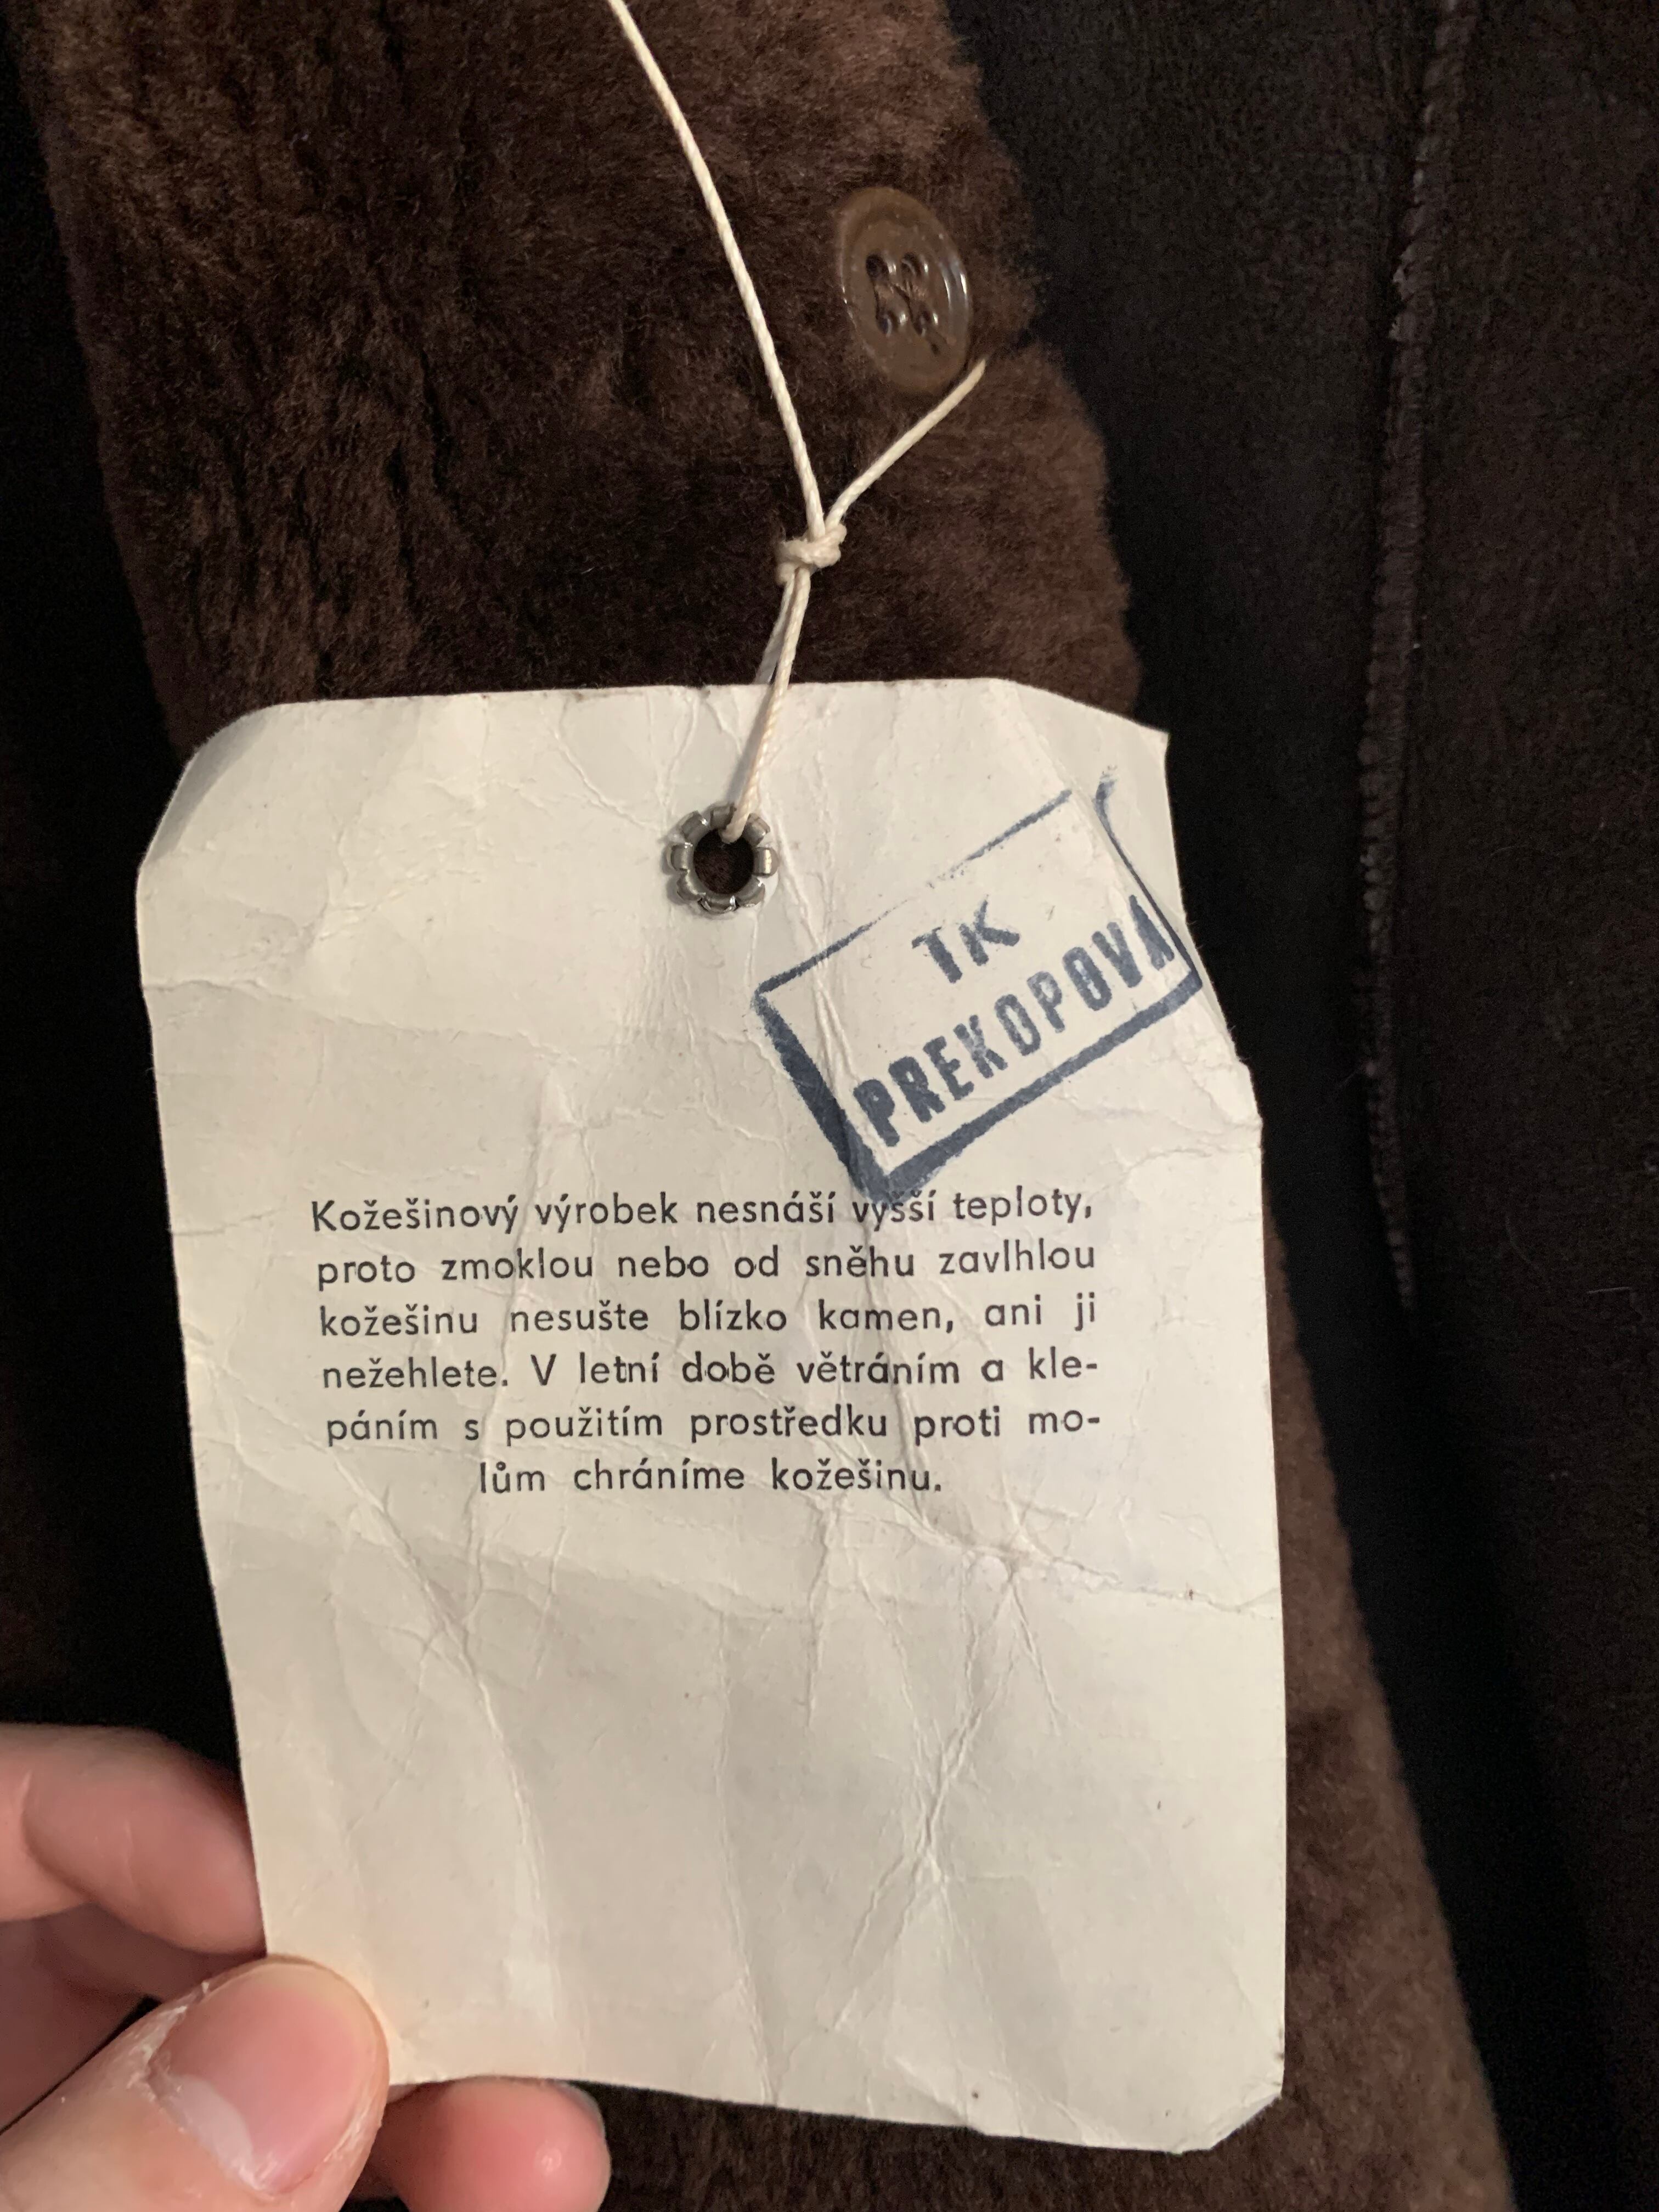 TK
PREKOPOVÁ
Kožešinový výrobek nesnáší vyšší teploty,
proto zmoklou nebo od sněhu zavlhlou
kožešinu nesušte blízko kamen, ani ji
nežehlete. V letní době větráním a kle-
páním s použitím prostředku proti mo-
lům chráníme kožešinu.